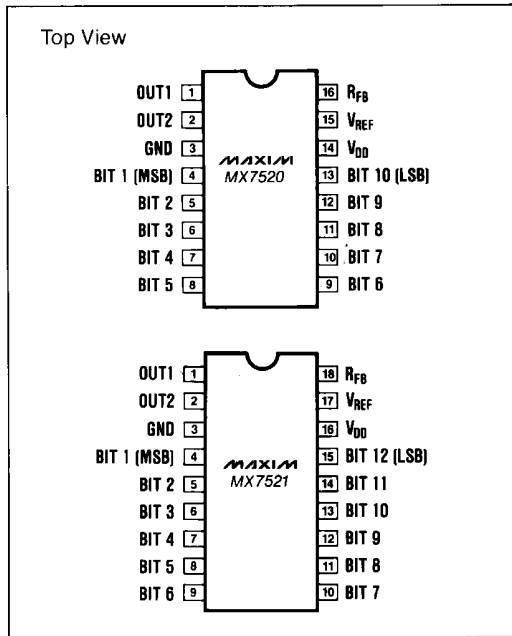 Top View
OUT1 1 16 RFB
OUT2 2 15 VREF
GND 3 14 VDD
BIT 1 (MSB) 4 MAXIM 13 BIT 10 (LSB)
MX7520
BIT 2 5 12 BIT 9
BIT 3 6 11 BIT 8
BIT 4 7 10 BIT 7
BIT 5 8 9 BIT 6
OUT1 1 18 RFB
OUT2 2 17 VREF
GND 3 16 VDD
BIT 1 (MSB) 4 MAXIM 15 BIT 12 (LSB)
MX7521
BIT 2 5 14 BIT 11
BIT 3 6 13 BIT 10
BIT 4 7 12 BIT 9
BIT 5 8 11 BIT 8
BIT 6 9 10 BIT 7